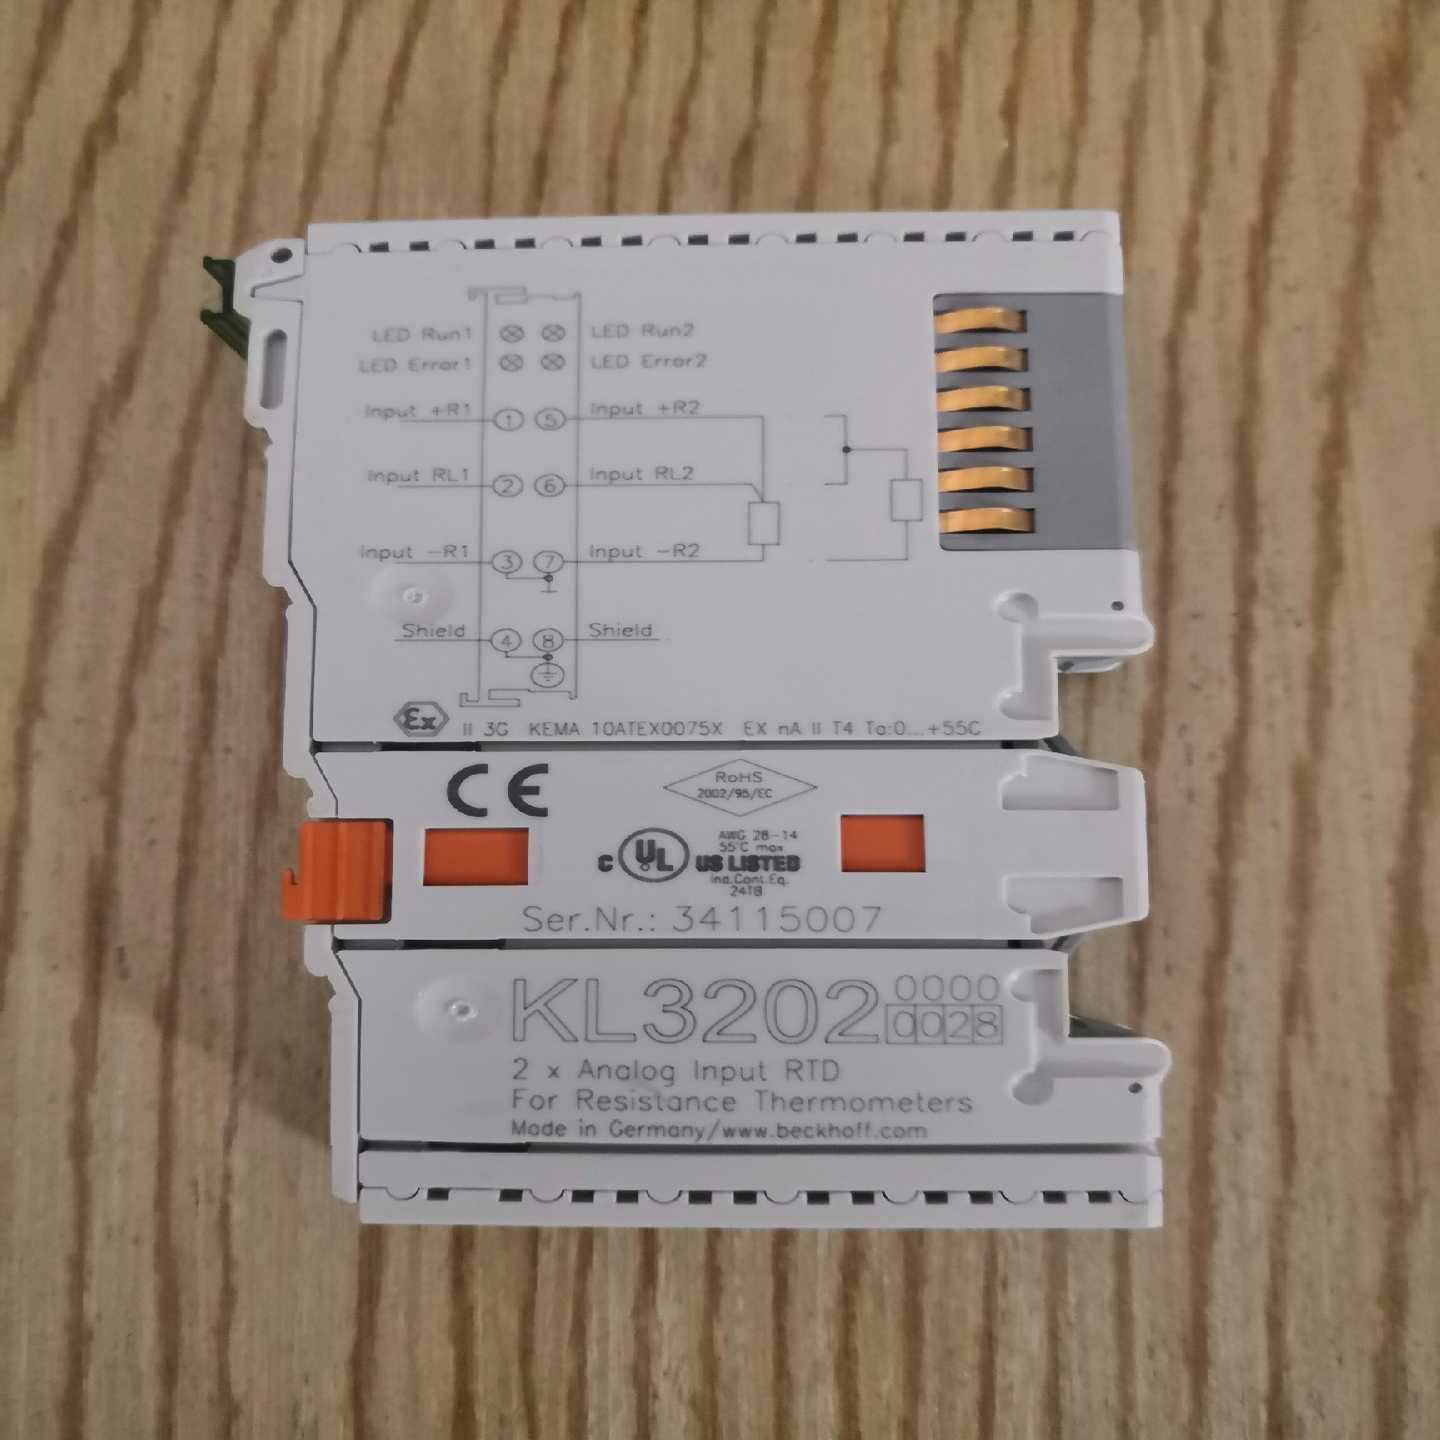 LED Run1 LED Run2
LED Error1 LED Error2
Input +R1 1 5 Input +R2
Input RL1 2 6 Input RL2
Input -R1 3 7 Input -R2
Shield 4 8 Shield
Ex II 3G KEMA 10ATEX0075X EX nA II T4 Ta:0...+55C
CE
RoHS
2002/95/EC
c UL US LISTED
AWG 28-14
55°C max
Ind.Cont.Eq.
24TB
Ser.Nr.: 34115007
KL3202 0000
0028
2 x Analog Input RTD
For Resistance Thermometers
Made in Germany/www.beckhoff.com